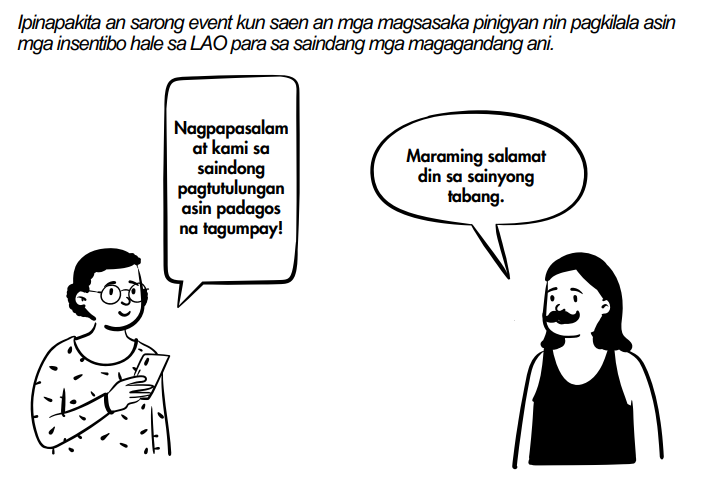 Ipinapakita an sarong event kun saen an mga magsasaka pinigyan nin pagkilala asin
mga insentibo hale sa LAO para sa saindang mga magagandang ani.
Nagpapasalam
at kami sa
saindong
pagtutulungan
asin padagos
na tagumpay!
Maraming salamat
din sa sainyong
tabang.